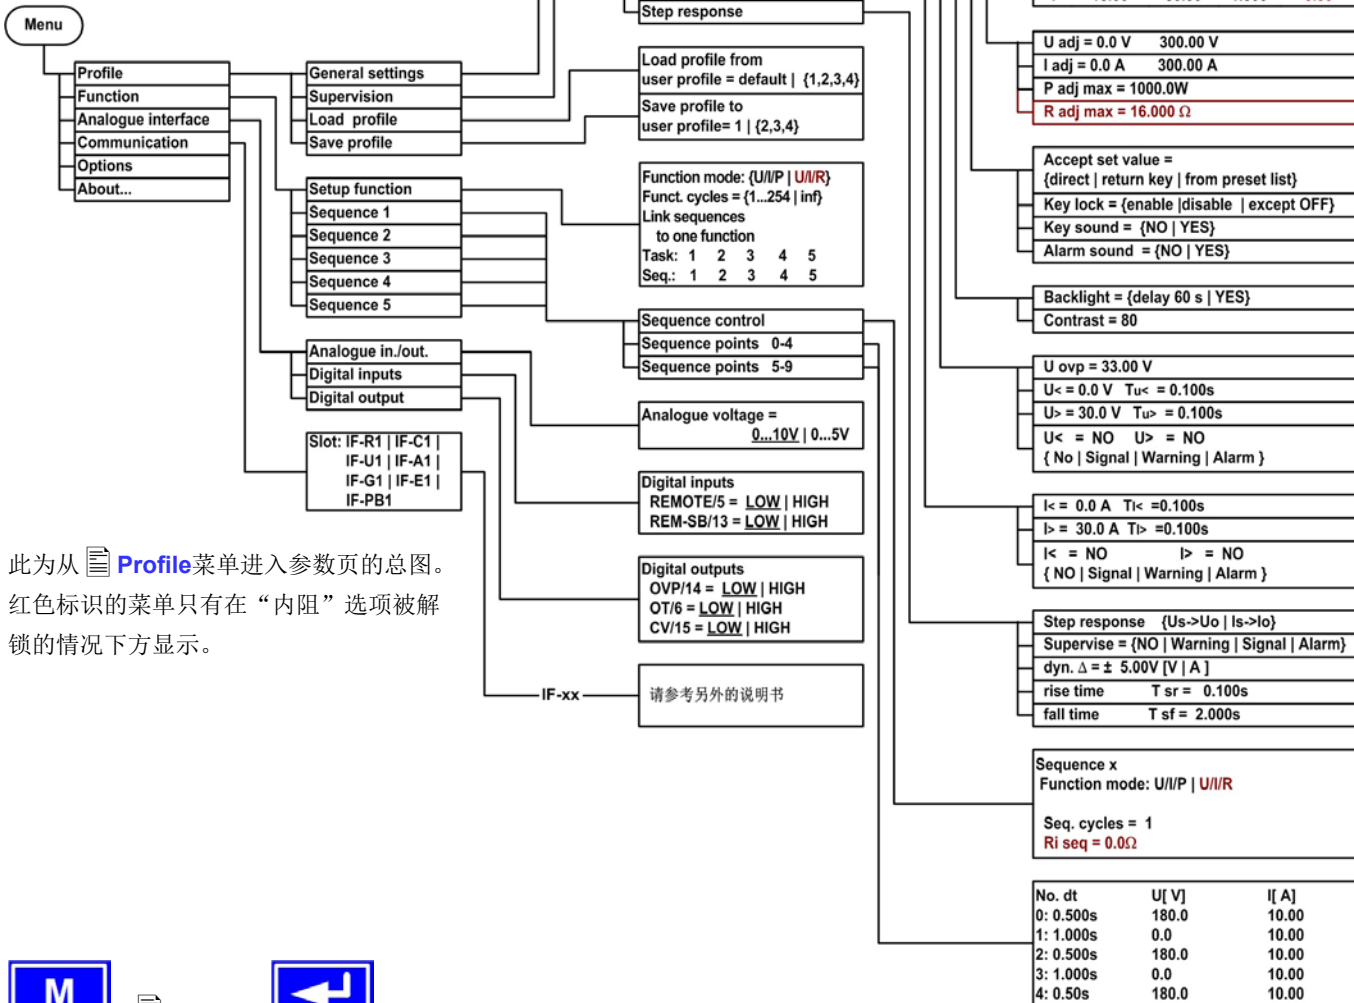 Menu
Profile
Function
Analogue interface
Communication
Options
About...
General settings
Supervision
Load profile
Save profile
Setup function
Sequence 1
Sequence 2
Sequence 3
Sequence 4
Sequence 5
Analogue in./out.
Digital inputs
Digital output
Slot: IF-R1 | IF-C1 |
IF-U1 | IF-A1 |
IF-G1 | IF-E1 |
IF-PB1
此为从 Profile菜单进入参数页的总图。
红色标识的菜单只有在“内阻”选项被解
锁的情况下方显示。
Step response
Load profile from
user profile = default | {1,2,3,4}
Save profile to
user profile= 1 | {2,3,4}
Function mode: {U/I/P | U/I/R}
Funct. cycles = {1...254 | inf}
Link sequences
to one function
Task: 1 2 3 4 5
Seq.: 1 2 3 4 5
Sequence control
Sequence points 0-4
Sequence points 5-9
Analogue voltage =
0...10V | 0...5V
Digital inputs
REMOTE/5 = LOW | HIGH
REM-SB/13 = LOW | HIGH
Digital outputs
OVP/14 = LOW | HIGH
OT/6 = LOW | HIGH
CV/15 = LOW | HIGH
IF-xx
请参考另外的说明书
U adj = 0.0 V 300.00 V
I adj = 0.0 A 300.00 A
P adj max = 1000.0W
R adj max = 16.000 Ω
Accept set value =
{direct | return key | from preset list}
Key lock = {enable |disable | except OFF}
Key sound = {NO | YES}
Alarm sound = {NO | YES}
Backlight = {delay 60 s | YES}
Contrast = 80
U ovp = 33.00 V
U< = 0.0 V Tu< = 0.100s
U> = 30.0 V Tu> = 0.100s
U< = NO U> = NO
{ No | Signal | Warning | Alarm }
I< = 0.0 A TI< =0.100s
I> = 30.0 A TI> =0.100s
I< = NO I> = NO
{ NO | Signal | Warning | Alarm }
Step response {Us->Uo | Is->Io}
Supervise = {NO | Warning | Signal | Alarm}
dyn. Δ = ± 5.00V [V | A ]
rise time T sr = 0.100s
fall time T sf = 2.000s
Sequence x
Function mode: U/I/P | U/I/R
Seq. cycles = 1
Ri seq = 0.0Ω
No. dt U[ V] I[ A]
0: 0.500s 180.0 10.00
1: 1.000s 0.0 10.00
2: 0.500s 180.0 10.00
3: 1.000s 0.0 10.00
4: 0.50s 180.0 10.00
M